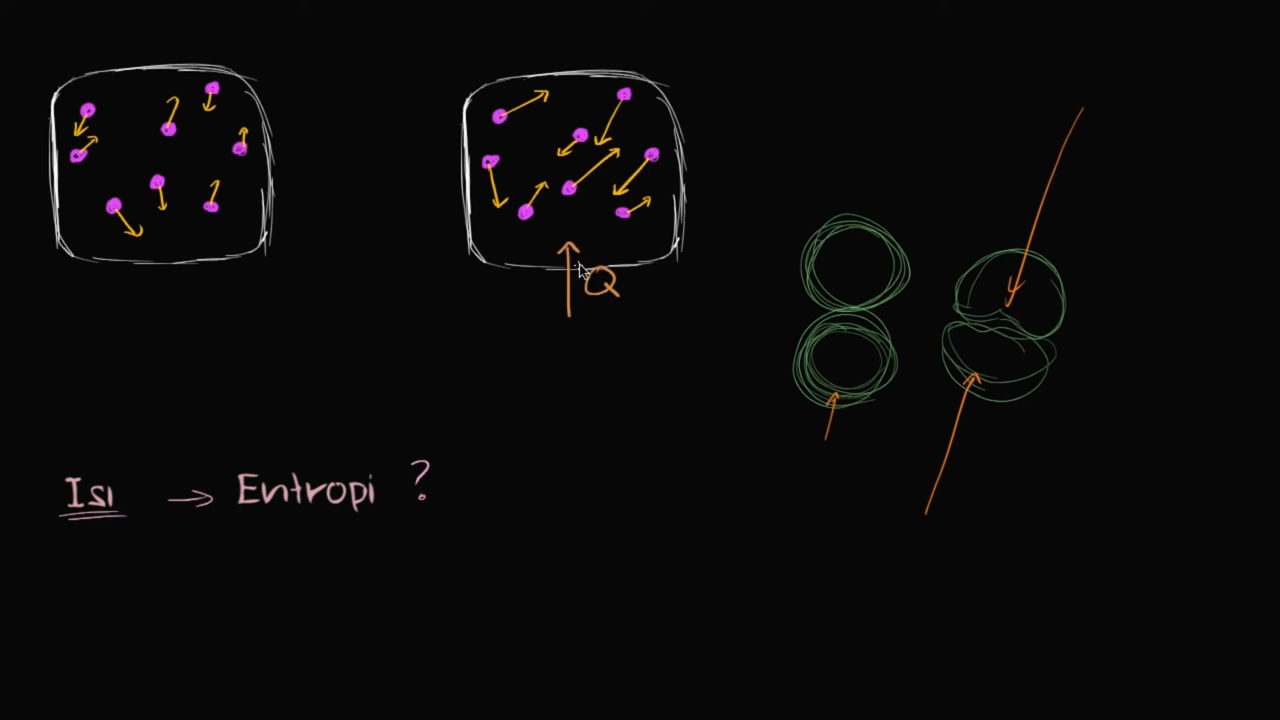 Q
Isı → Entropi ?